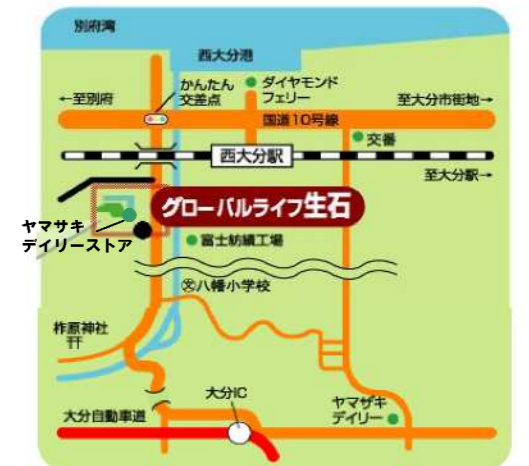 別府湾
西大分港
かんたん
交差点
ダイヤモンド
フェリー
←至別府
至大分市街地→
国道10号線
交番
西大分駅
至大分駅→
グローバルライフ生石
ヤマサキ
デイリーストア
富士紡績工場
文八幡小学校
柞原神社
大分IC
大分自動車道
ヤマザキ
デイリー